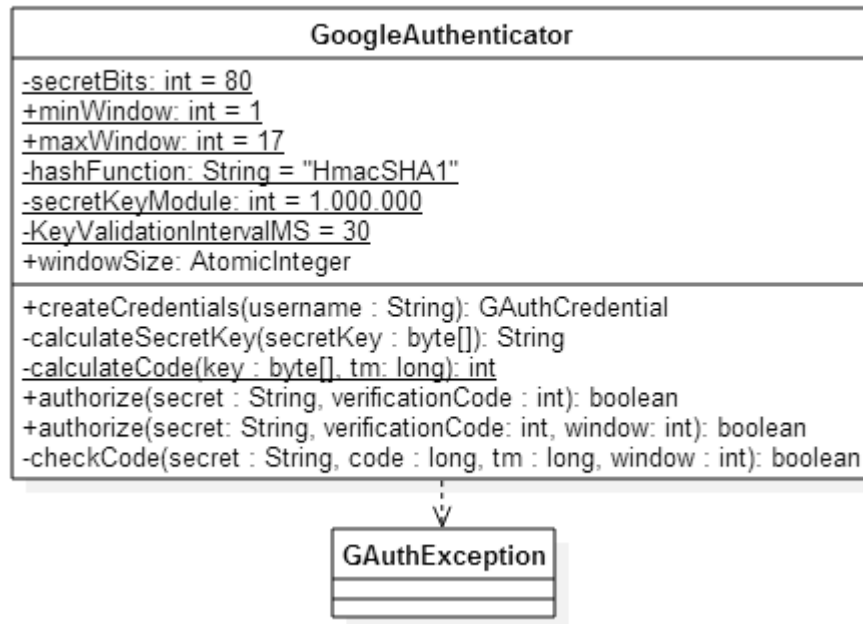 GoogleAuthenticator
-secretBits: int = 80
+minWindow: int = 1
+maxWindow: int = 17
-hashFunction: String = "HmacSHA1"
-secretKeyModule: int = 1.000.000
-KeyValidationIntervalMS = 30
+windowSize: AtomicInteger
+createCredentials(username : String): GAuthCredential
-calculateSecretKey(secretKey : byte[]): String
-calculateCode(key : byte[], tm: long): int
+authorize(secret : String, verificationCode : int): boolean
+authorize(secret: String, verificationCode: int, window: int): boolean
-checkCode(secret : String, code : long, tm : long, window : int): boolean
GAuthException